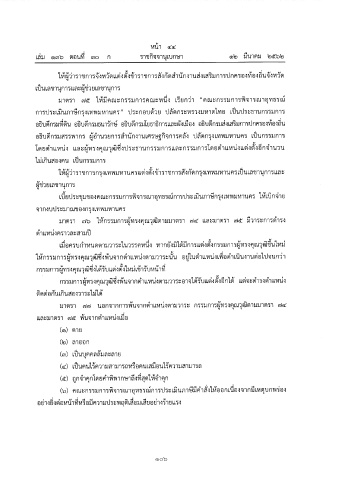 หน้า ๔๔
เล่ม ๑๓๖ ตอนที่ ๓๐ ก ราชกิจจานุเบกษา ๑๒ มีนาคม ๒๕๖๒
ให้ผู้ว่าราชการจังหวัดแต่งตั้งข้าราชการสังกัดสำนักงานส่งเสริมการปกครองท้องถิ่นจังหวัด
เป็นเลขานุการและผู้ช่วยเลขานุการ
มาตรา ๗๕ ให้มีคณะกรรมการคณะหนึ่ง เรียกว่า “คณะกรรมการพิจารณาอุทธรณ์
การประเมินภาษีกรุงเทพมหานคร” ประกอบด้วย ปลัดกระทรวงมหาดไทย เป็นประธานกรรมการ
อธิบดีกรมที่ดิน อธิบดีกรมธนารักษ์ อธิบดีกรมโยธาธิการและผังเมือง อธิบดีกรมส่งเสริมการปกครองท้องถิ่น
อธิบดีกรมสรรพากร ผู้อำนวยการสำนักงานเศรษฐกิจการคลัง ปลัดกรุงเทพมหานคร เป็นกรรมการ
โดยตำแหน่ง และผู้ทรงคุณวุฒิซึ่งประธานกรรมการและกรรมการโดยตำแหน่งแต่งตั้งอีกจำนวน
ไม่เกินสองคน เป็นกรรมการ
ให้ผู้ว่าราชการกรุงเทพมหานครแต่งตั้งข้าราชการสังกัดกรุงเทพมหานครเป็นเลขานุการและ
ผู้ช่วยเลขานุการ
เบี้ยประชุมของคณะกรรมการพิจารณาอุทธรณ์การประเมินภาษีกรุงเทพมหานคร ให้เบิกจ่าย
จากงบประมาณของกรุงเทพมหานคร
มาตรา ๗๖ ให้กรรมการผู้ทรงคุณวุฒิตามมาตรา ๗๔ และมาตรา ๗๕ มีวาระการดำรง
ตำแหน่งคราวละสามปี
เมื่อครบกำหนดตามวาระในวรรคหนึ่ง หากยังมิได้มีการแต่งตั้งกรรมการผู้ทรงคุณวุฒิขึ้นใหม่
ให้กรรมการผู้ทรงคุณวุฒิซึ่งพ้นจากตำแหน่งตามวาระนั้น อยู่ในตำแหน่งเพื่อดำเนินงานต่อไปจนกว่า
กรรมการผู้ทรงคุณวุฒิซึ่งได้รับแต่งตั้งใหม่เข้ารับหน้าที่
กรรมการผู้ทรงคุณวุฒิซึ่งพ้นจากตำแหน่งตามวาระอาจได้รับแต่งตั้งอีกได้ แต่จะดำรงตำแหน่ง
ติดต่อกันเกินสองวาระไม่ได้
มาตรา ๗๗ นอกจากการพ้นจากตำแหน่งตามวาระ กรรมการผู้ทรงคุณวุฒิตามมาตรา ๗๔
และมาตรา ๗๕ พ้นจากตำแหน่งเมื่อ
(๑) ตาย
(๒) ลาออก
(๓) เป็นบุคคลล้มละลาย
(๔) เป็นคนไร้ความสามารถหรือคนเสมือนไร้ความสามารถ
(๕) ถูกจำคุกโดยคำพิพากษาถึงที่สุดให้จำคุก
(๖) คณะกรรมการพิจารณาอุทธรณ์การประเมินภาษีมีคำสั่งให้ออกเนื่องจากมีเหตุบกพร่อง
อย่างยิ่งต่อหน้าที่หรือมีความประพฤติเสื่อมเสียอย่างร้ายแรง